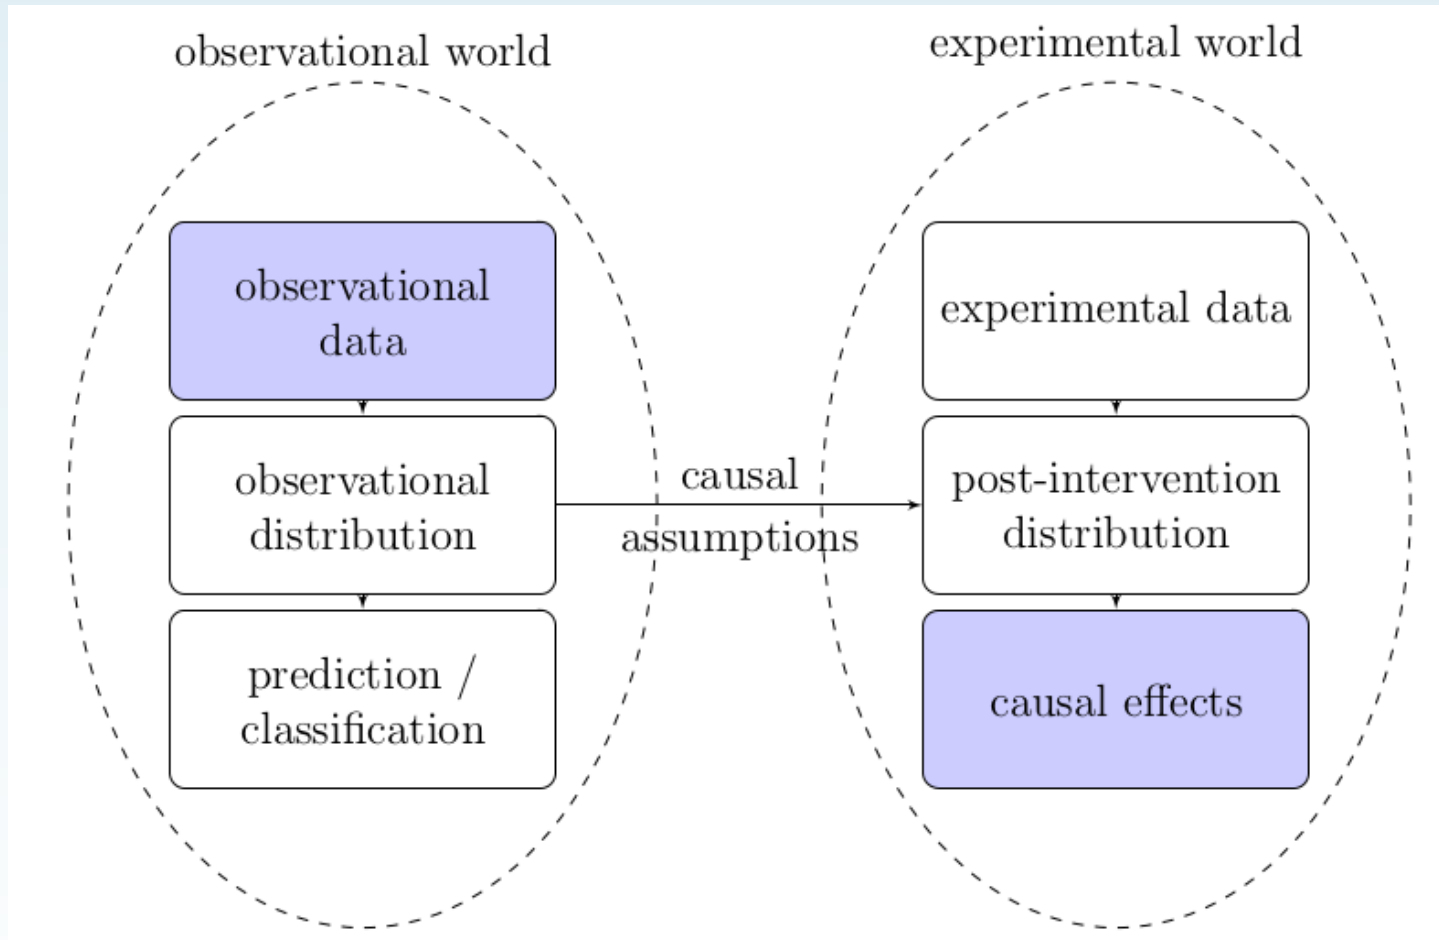 observational world
experimental world
observational
data
experimental data
observational
distribution
causal
assumptions
post-intervention
distribution
prediction /
classification
causal effects